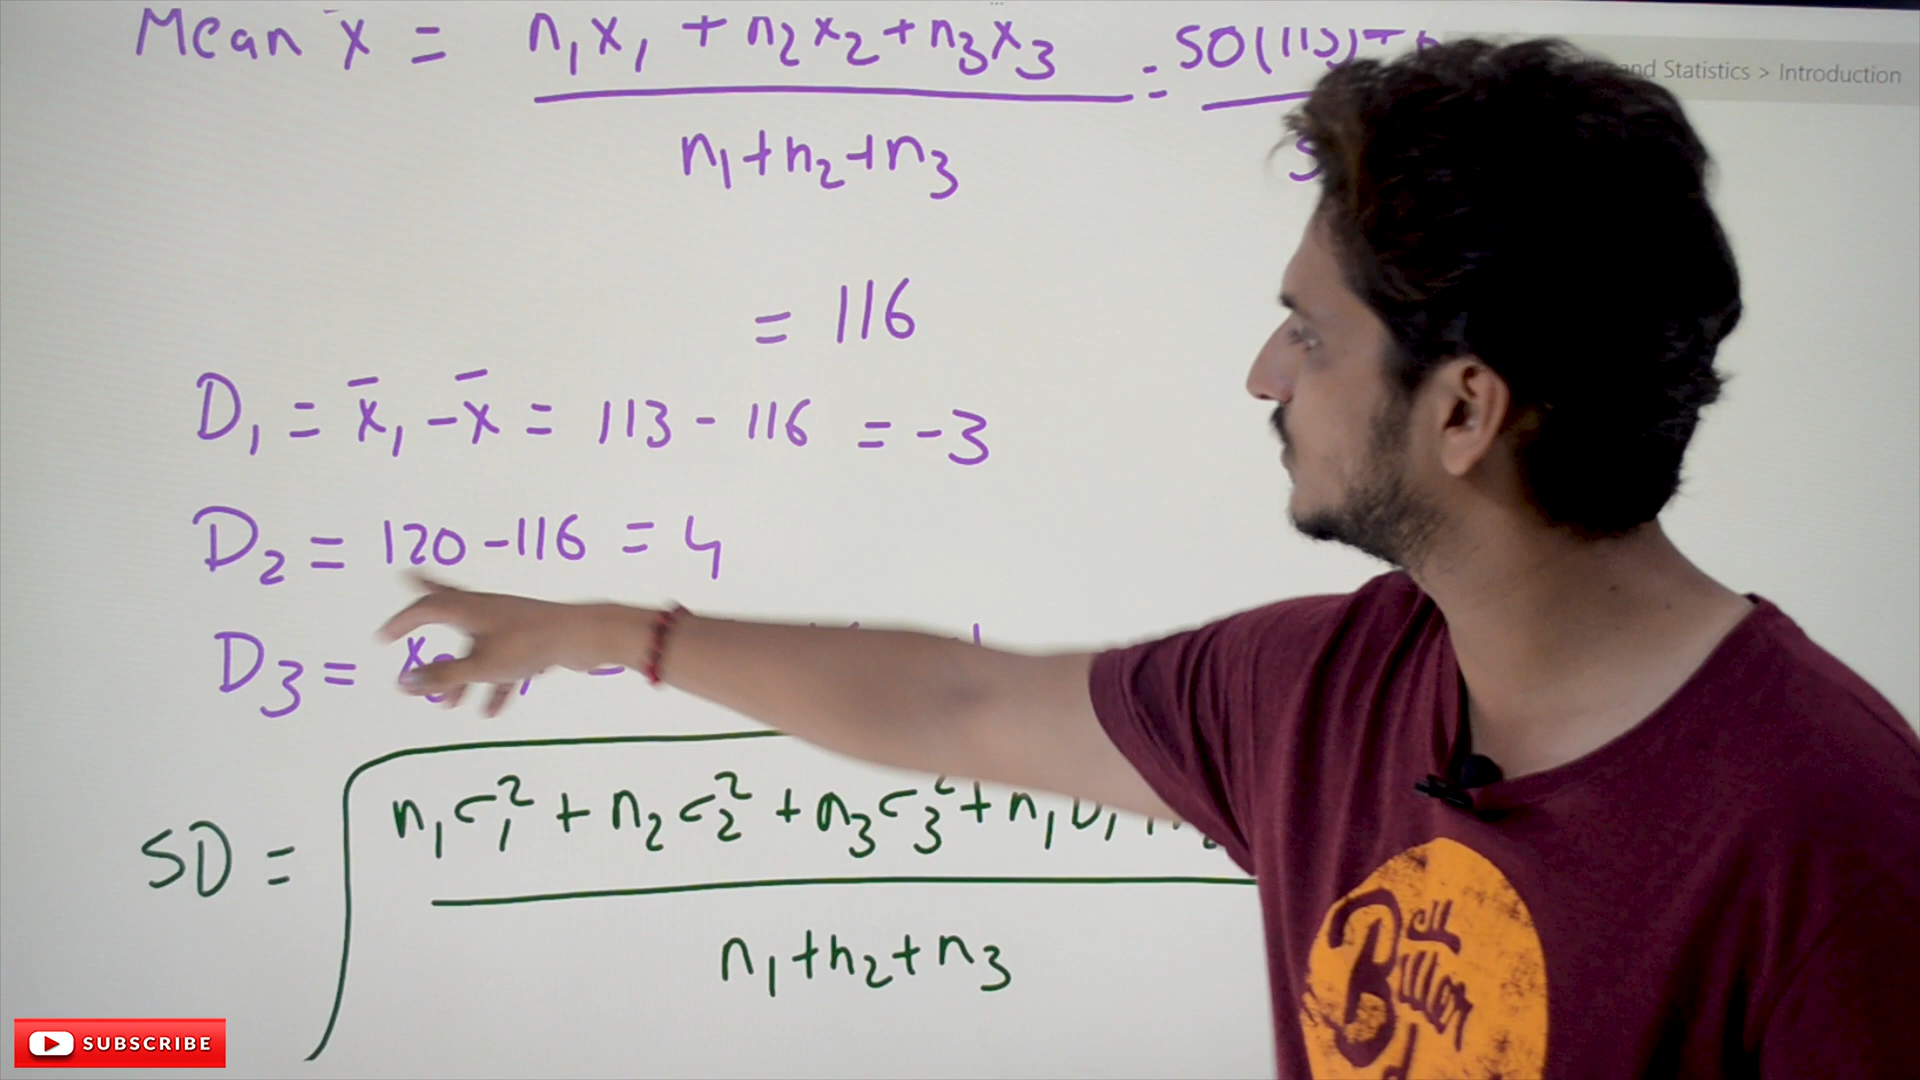 Mean x̄ = n₁x₁ + n₂x₂ + n₃x₃ / n₁+n₂+n₃ = 50(113)+
and Statistics > Introduction
= 116
D₁ = x̄₁ - x̄ = 113 - 116 = -3
D₂ = 120 - 116 = 4
D₃ =
SD = √ n₁σ₁² + n₂σ₂² + n₃σ₃² + n₁D₁ / n₁+n₂+n₃
SUBSCRIBE